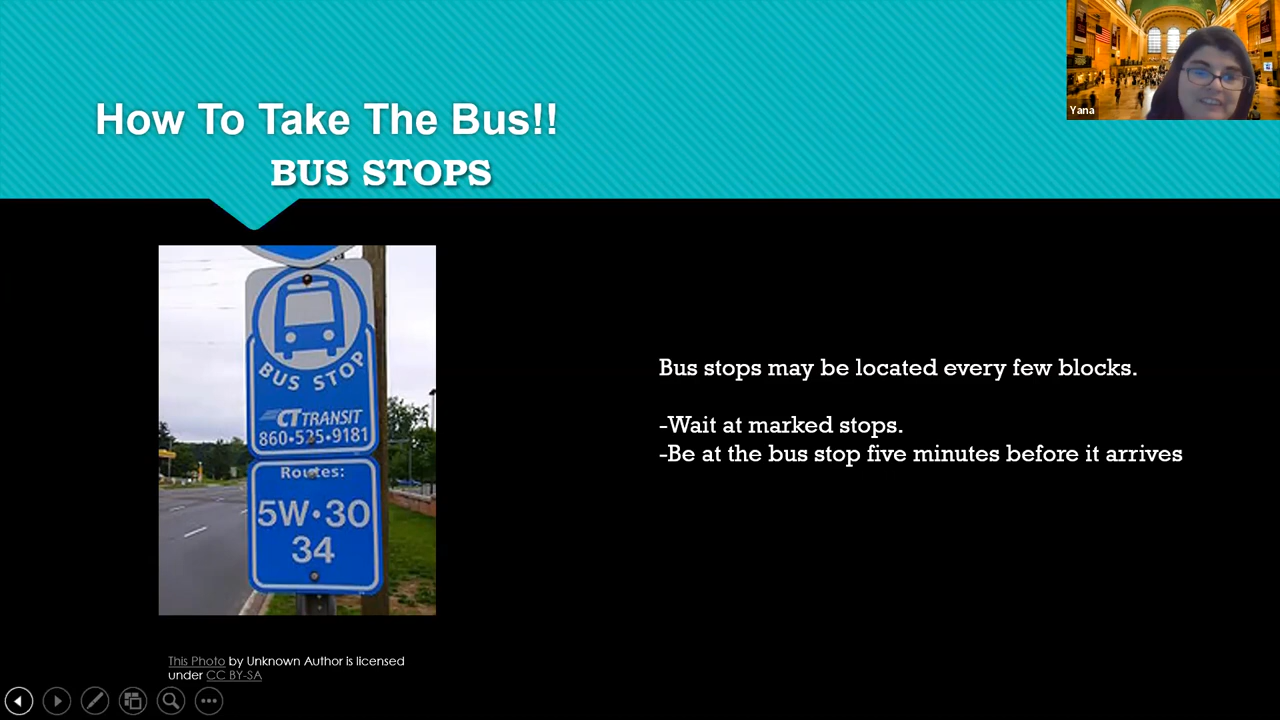 Yana
How To Take The Bus!!
BUS STOPS
BUS STOP
CTTRANSIT
860•525•9181
Routes:
5W•30
34
Bus stops may be located every few blocks.
-Wait at marked stops.
-Be at the bus stop five minutes before it arrives
This Photo by Unknown Author is licensed
under CC BY-SA